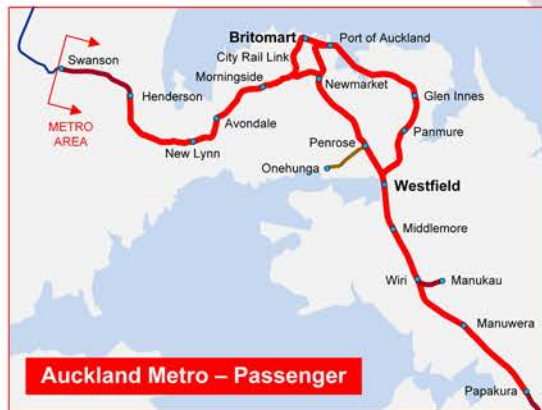 Swanson
METRO
AREA
Henderson
New Lynn
Avondale
Morningside
City Rail Link
Britomart
Port of Auckland
Newmarket
Glen Innes
Panmure
Penrose
Onehunga
Westfield
Middlemore
Wiri
Manukau
Manuwera
Papakura
Auckland Metro – Passenger